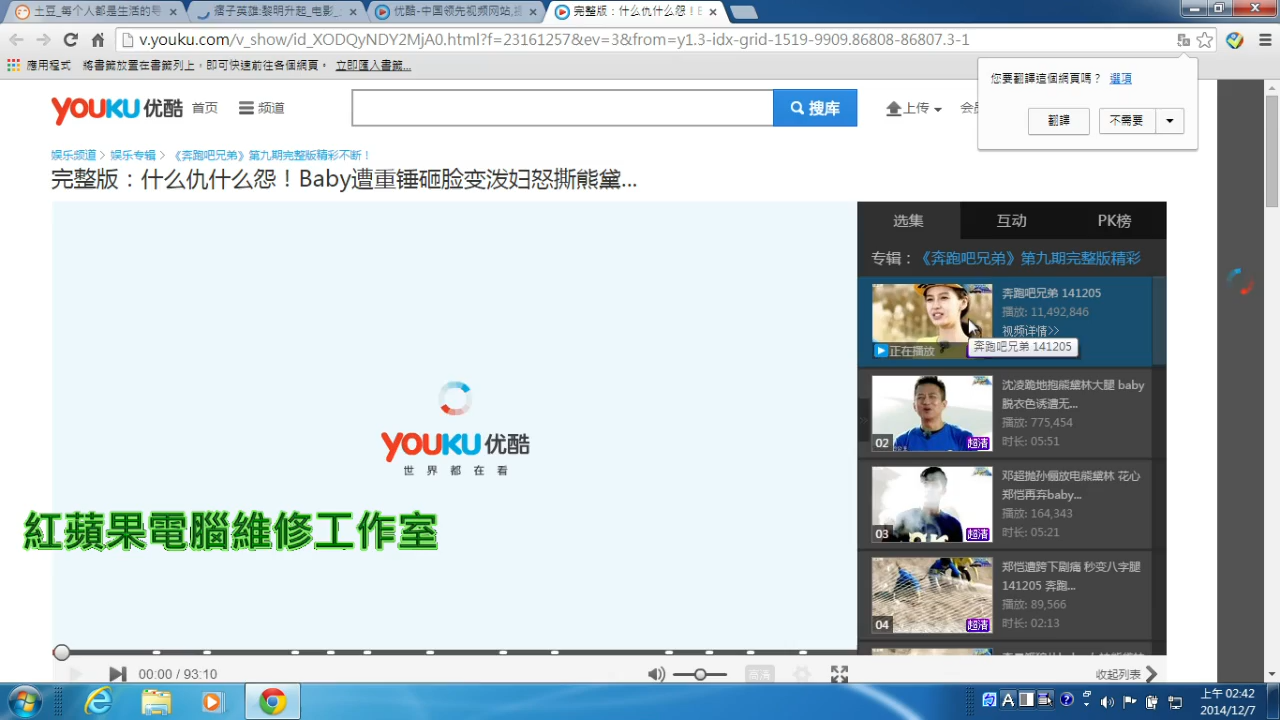 土豆_每个人都是生活的导
痞子英雄:黎明升起_电影_
优酷-中国领先视频网站,提
完整版：什么仇什么怨！B
v.youku.com/v_show/id_XODQyNDY2MjA0.html?f=23161257&ev=3&from=y1.3-idx-grid-1519-9909.86808-86807.3-1
應用程式 將書籤放置在書籤列上，即可快速前往各個網頁。 立即匯入書籤...
您要翻譯這個網頁嗎？ 選項
翻譯 不需要
YOUKU 优酷 首页 频道
搜库 上传 会员
娱乐频道> 娱乐专辑 > 《奔跑吧兄弟》第九期完整版精彩不断！
完整版：什么仇什么怨！Baby遭重锤砸脸变泼妇怒撕熊黛...
选集 互动 PK榜
专辑：《奔跑吧兄弟》第九期完整版精彩
奔跑吧兄弟 141205
播放: 11,492,846
视频详情>>
正在播放
奔跑吧兄弟 141205
沈凌跪地抱熊黛林大腿 baby
脱衣色诱遭无...
播放: 775,454
时长: 05:51
02 超清
邓超抛孙俪放电熊黛林 花心
郑恺再弃baby...
播放: 164,343
时长: 05:21
03 超清
郑恺遭跨下剧痛 秒变八字腿
141205 奔跑...
播放: 89,566
时长: 02:13
04 超清
YOUKU 优酷
世界都在看
紅蘋果電腦維修工作室
00:00 / 93:10
高清
收起列表
上午 02:42
2014/12/7